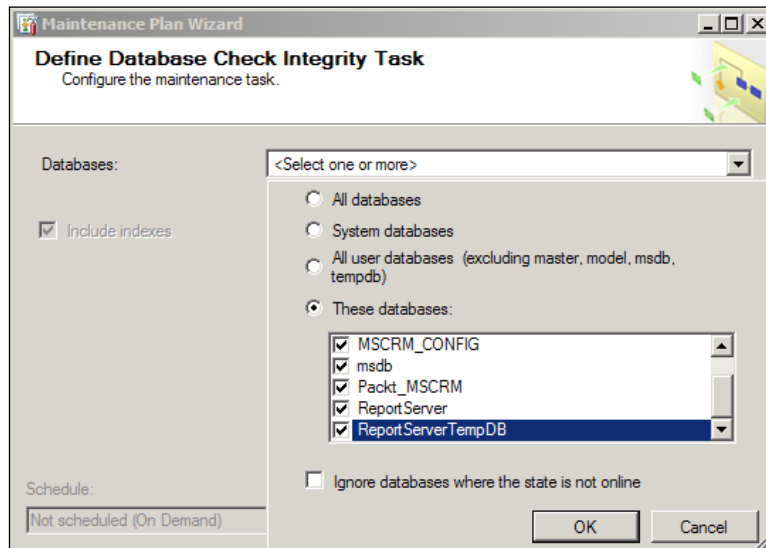 Maintenance Plan Wizard
Define Database Check Integrity Task
Configure the maintenance task.
Databases:
<Select one or more>
All databases
Include indexes
System databases
All user databases (excluding master, model, msdb,
tempdb)
These databases:
MSCRM_CONFIG
msdb
Packt_MSCRM
ReportServer
ReportServerTempDB
Ignore databases where the state is not online
Schedule:
Not scheduled (On Demand)
OK
Cancel